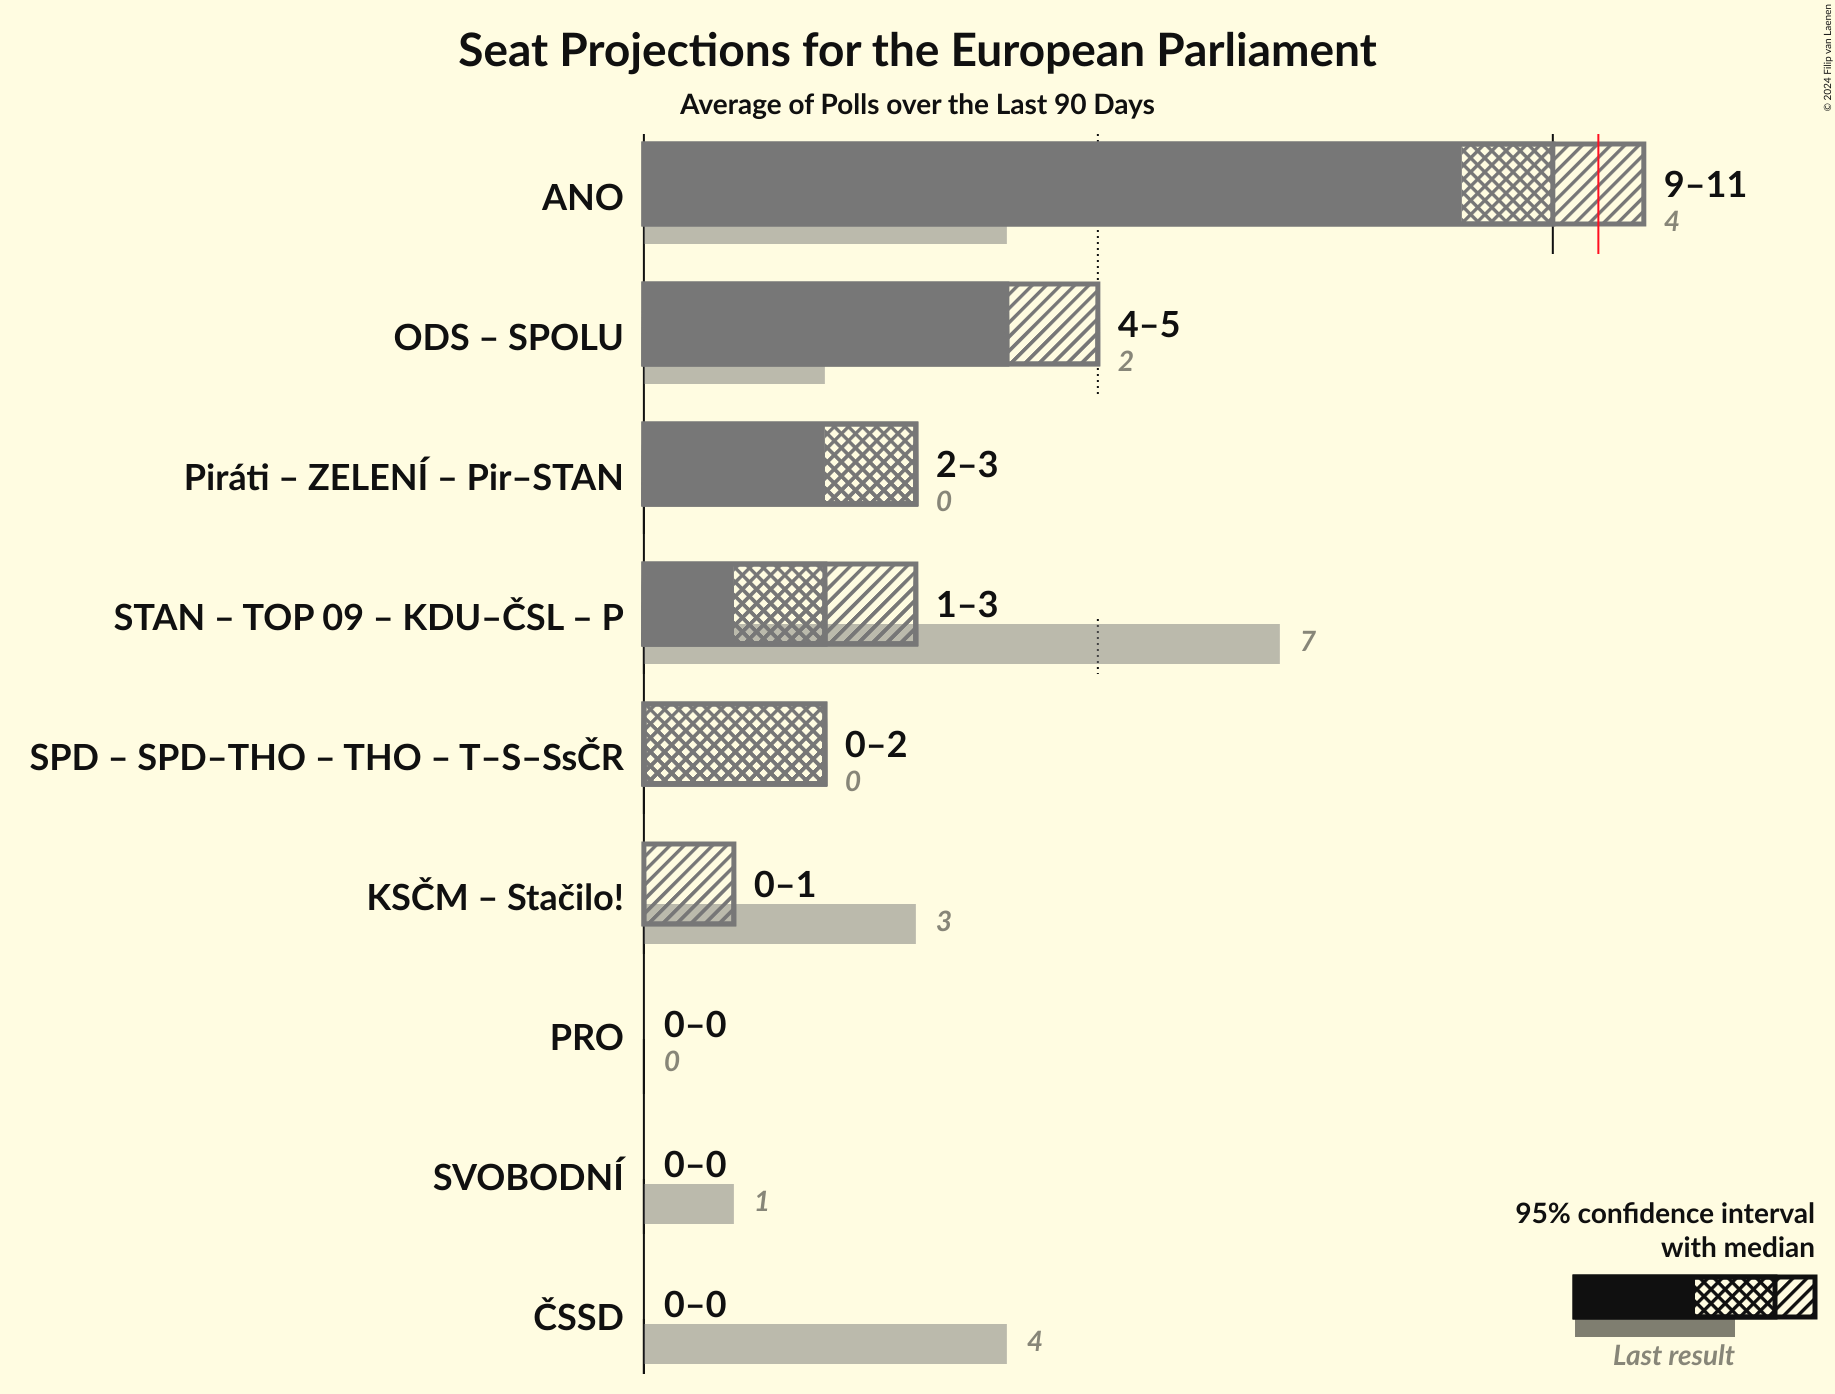 Seat Projections for the European Parliament
Average of Polls over the Last 90 Days
© 2024 Filip van Laenen
ANO
9–11
4
ODS – SPOLU
4–5
2
Piráti – ZELENÍ – Pir–STAN
2–3
0
STAN – TOP 09 – KDU–ČSL – P
1–3
7
SPD – SPD–THO – THO – T–S–SsČR
0–2
0
KSČM – Stačilo!
0–1
3
PRO
0–0
0
SVOBODNÍ
0–0
1
ČSSD
0–0
4
95% confidence interval
with median
Last result